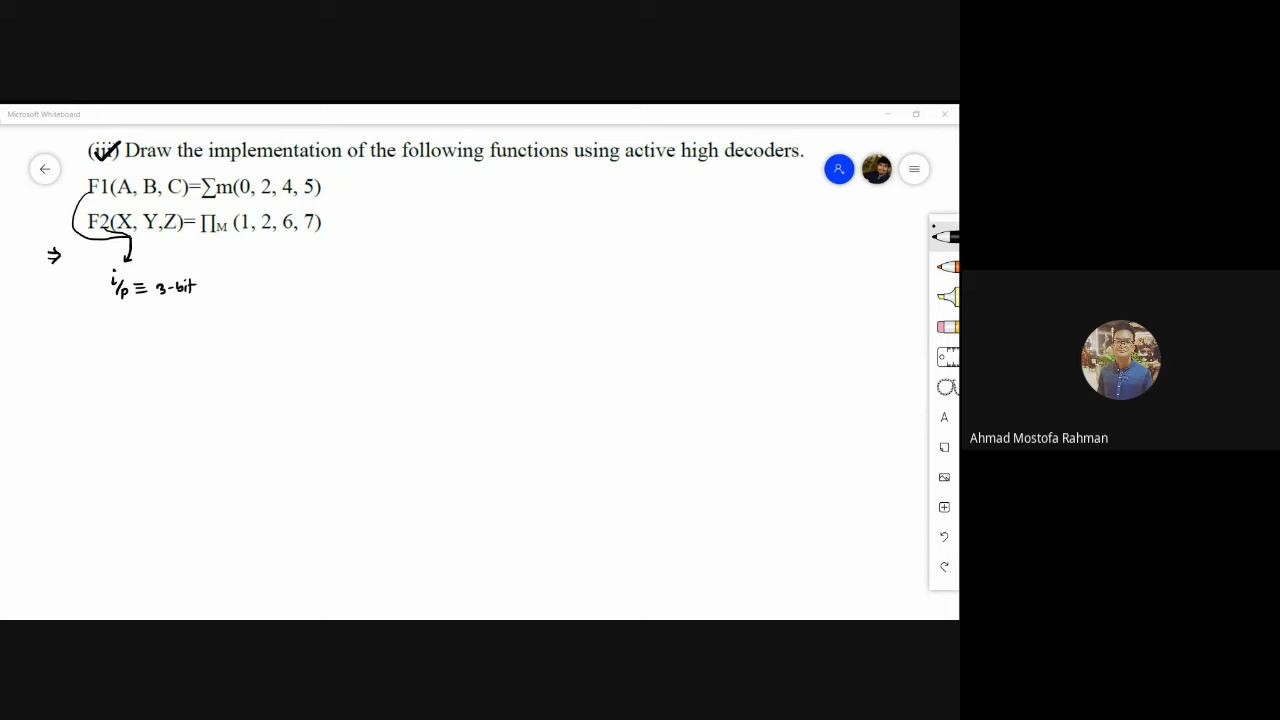 Microsoft Whiteboard
(iii) Draw the implementation of the following functions using active high decoders.
F1(A, B, C)=∑m(0, 2, 4, 5)
F2(X, Y,Z)= ∏M (1, 2, 6, 7)
⇒
i/p ≡ 3-bit
A
Ahmad Mostofa Rahman